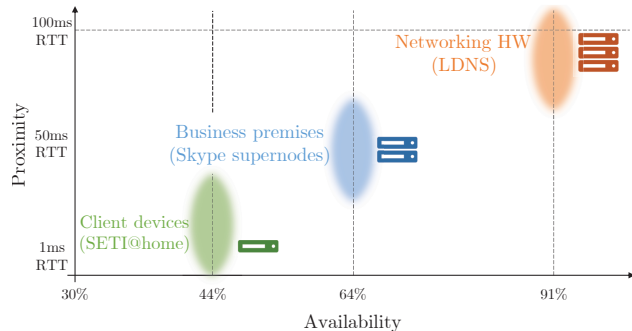 100ms
RTT
Networking HW
(LDNS)
50ms
RTT
Business premises
(Skype supernodes)
Proximity
Client devices
(SETI@home)
1ms
RTT
30%
44%
64%
91%
Availability